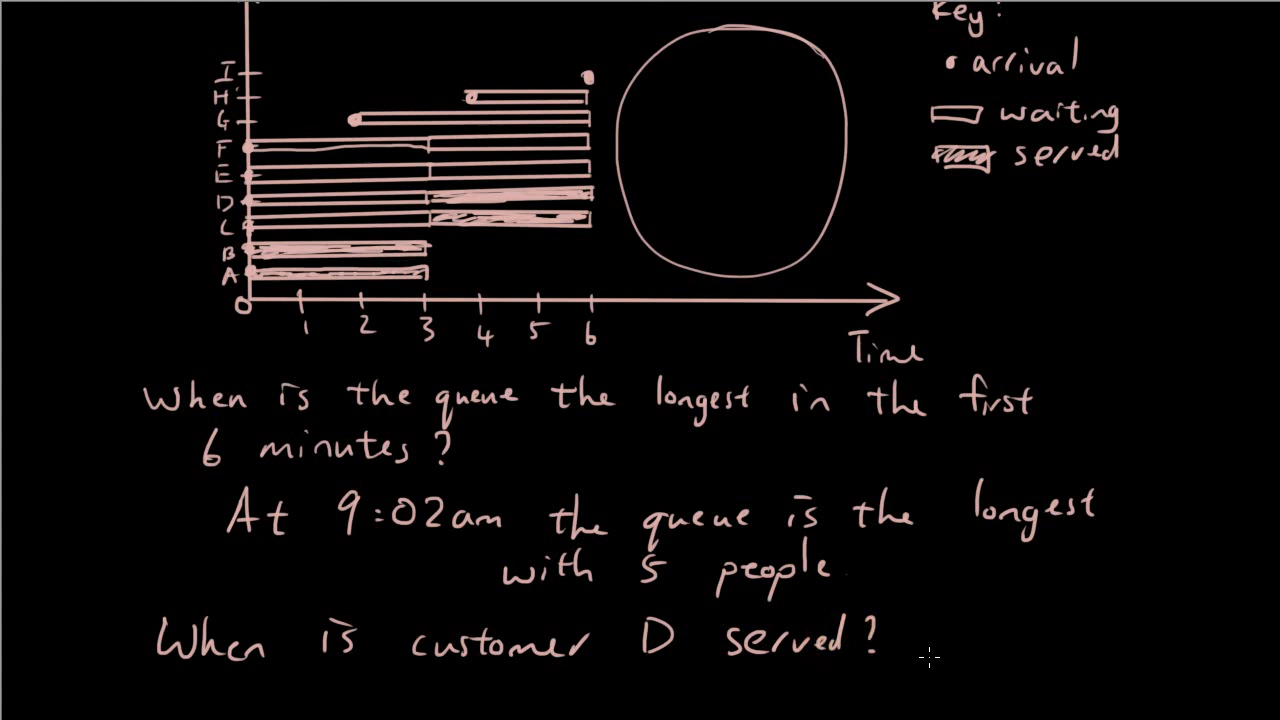 Key:
• arrival
waiting
served
I
H
G
F
E
D
C
B
A
0
1 2 3 4 5 6
Time
When is the queue the longest in the first
6 minutes?
At 9:02am the queue is the longest
with 5 people
When is customer D served?